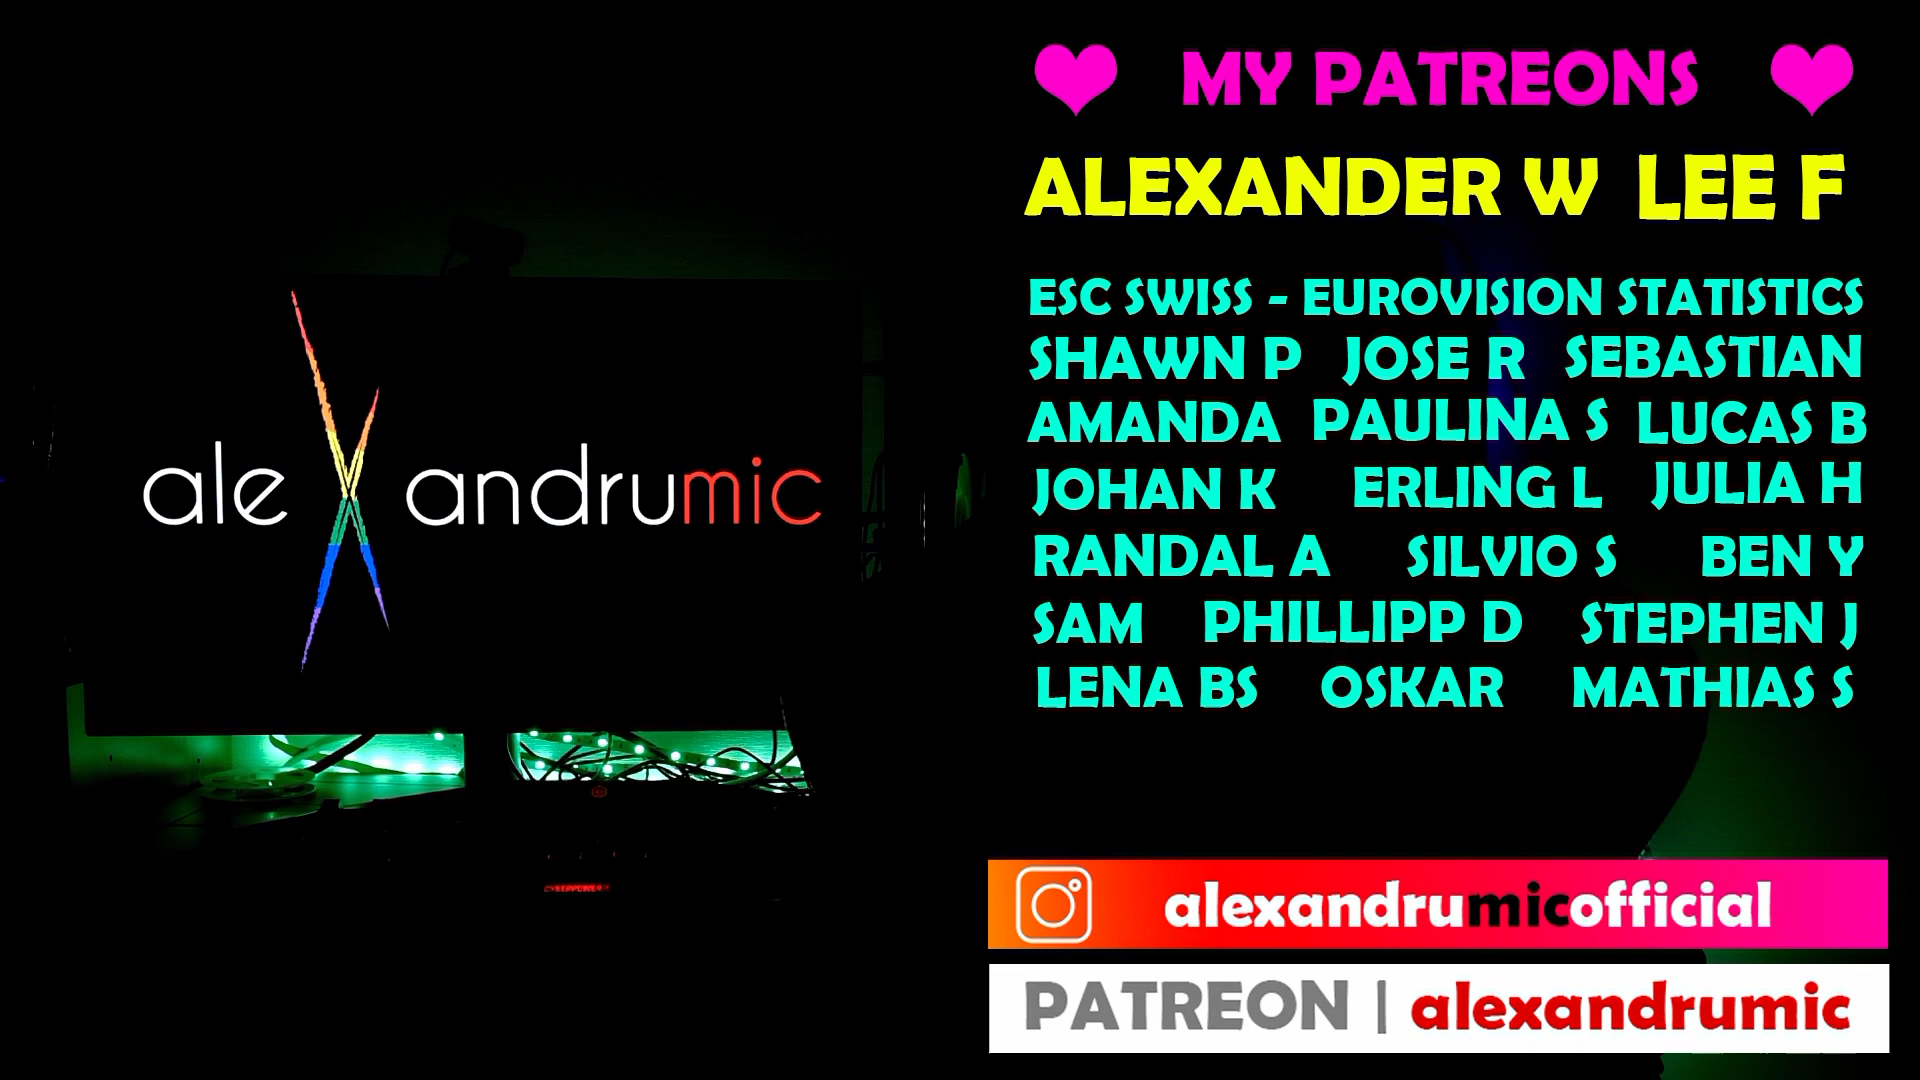 MY PATREONS
ALEXANDER W LEE F
ESC SWISS - EUROVISION STATISTICS
SHAWN P JOSE R SEBASTIAN
AMANDA PAULINA S LUCAS B
JOHAN K ERLING L JULIA H
RANDAL A SILVIO S BEN Y
SAM PHILLIPP D STEPHEN J
LENA BS OSKAR MATHIAS S
aleXandrumic
alexandrumicofficial
PATREON | alexandrumic